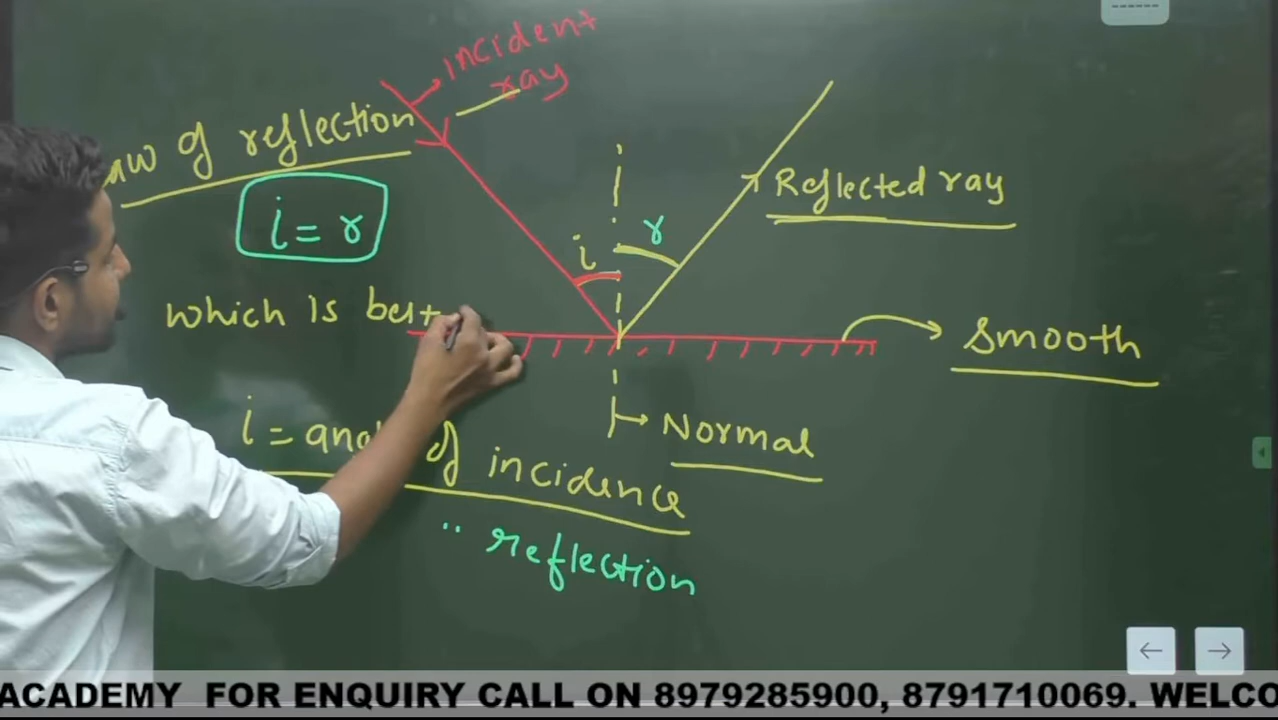 incident
ray
aw of reflection
i = r
Reflected ray
i
r
which is best
Smooth
Normal
i = ang of incidence
" reflection
ACADEMY FOR ENQUIRY CALL ON 8979285900, 8791710069. WELCO